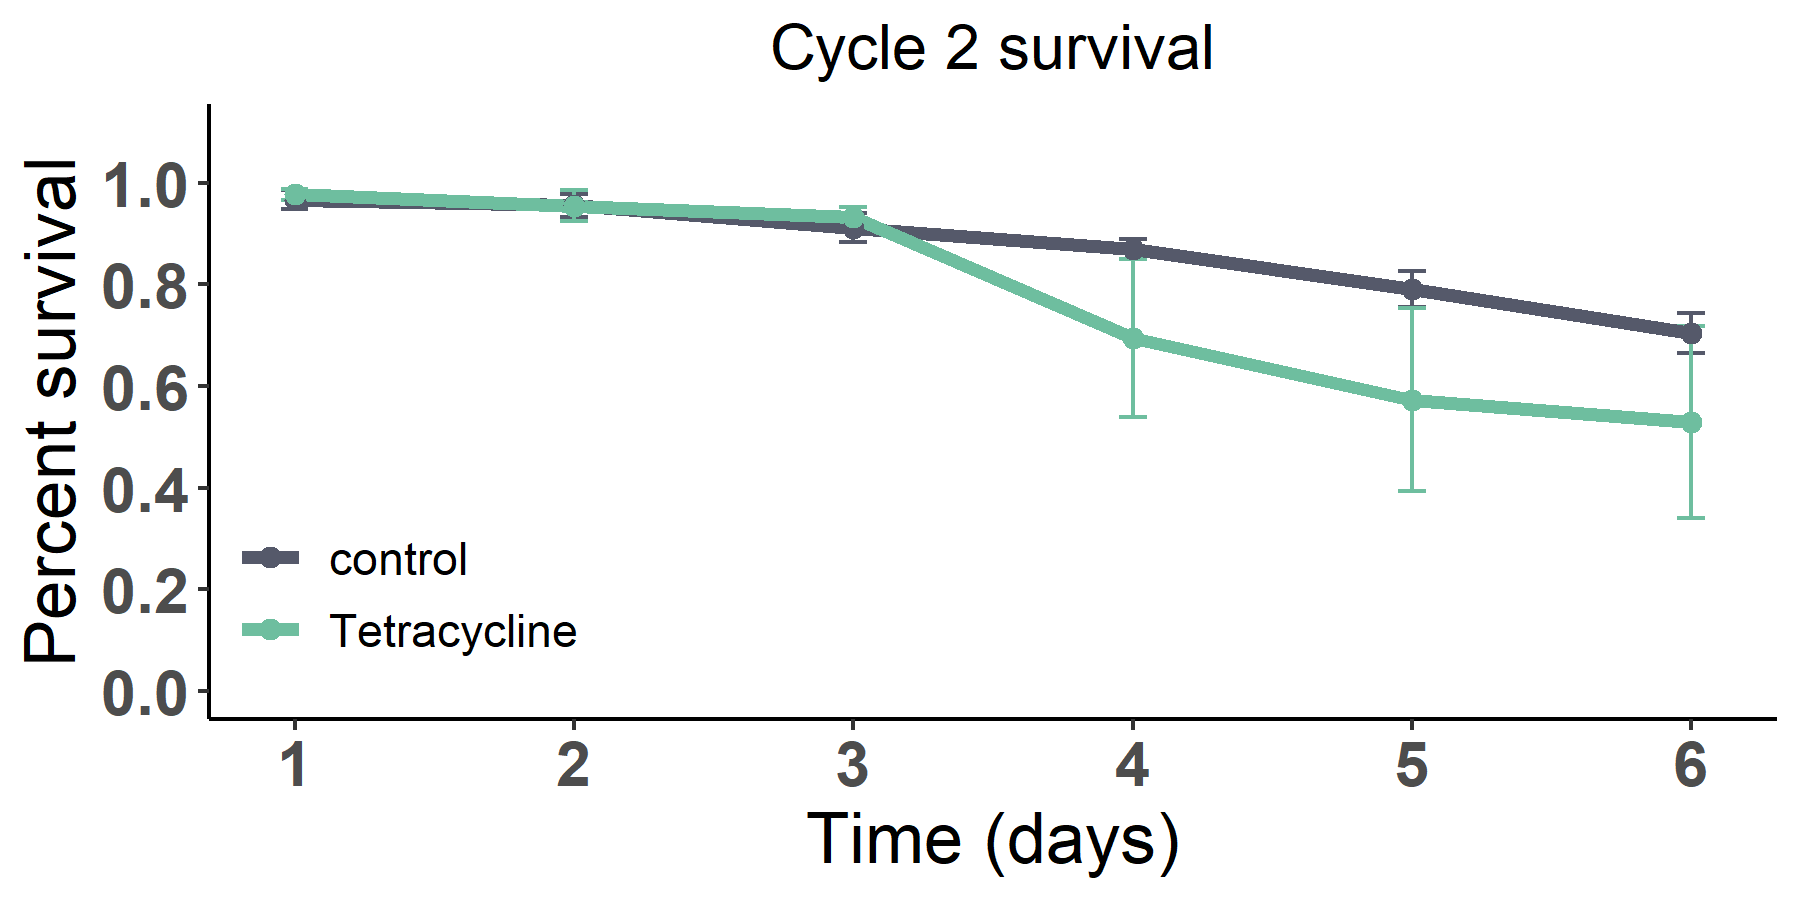 Cycle 2 survival
Percent survival
1.0
0.8
0.6
0.4
0.2
0.0
control
Tetracycline
1 2 3 4 5 6
Time (days)